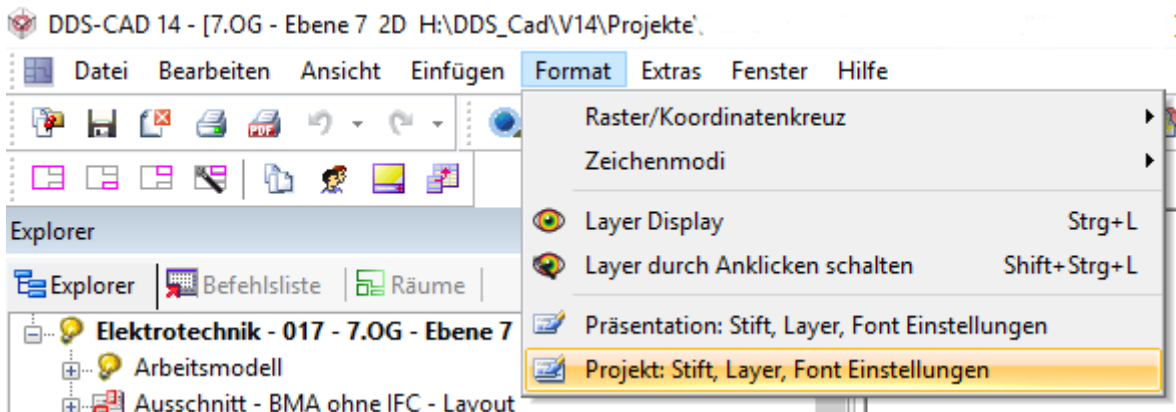 DDS-CAD 14 - [7.OG - Ebene 7 2D H:\DDS_Cad\V14\Projekte\
Datei Bearbeiten Ansicht Einfügen Format Extras Fenster Hilfe
Raster/Koordinatenkreuz
Zeichenmodi
Layer Display Strg+L
Layer durch Anklicken schalten Shift+Strg+L
Präsentation: Stift, Layer, Font Einstellungen
Projekt: Stift, Layer, Font Einstellungen
PDF
Explorer
Explorer Befehlsliste Räume
Elektrotechnik - 017 - 7.OG - Ebene 7
Arbeitsmodell
Ausschnitt - BMA ohne IFC - Layout